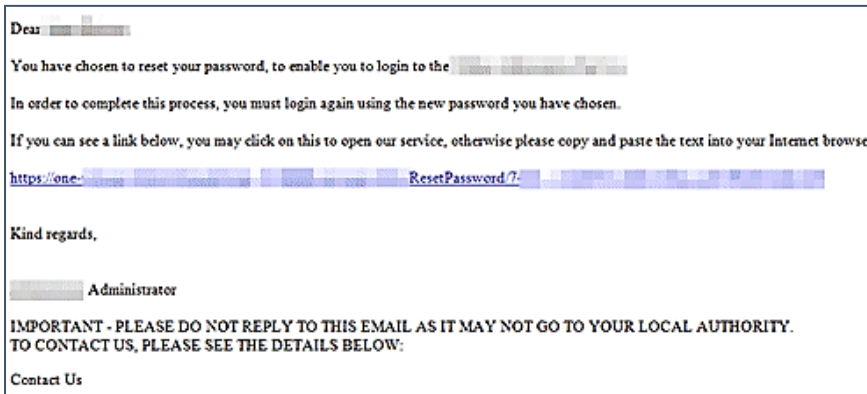 Dear
You have chosen to reset your password, to enable you to login to the
In order to complete this process, you must login again using the new password you have chosen.
If you can see a link below, you may click on this to open our service, otherwise please copy and paste the text into your Internet browse
https://one- ResetPassword/7-
Kind regards,
Administrator
IMPORTANT - PLEASE DO NOT REPLY TO THIS EMAIL AS IT MAY NOT GO TO YOUR LOCAL AUTHORITY.
TO CONTACT US, PLEASE SEE THE DETAILS BELOW:
Contact Us